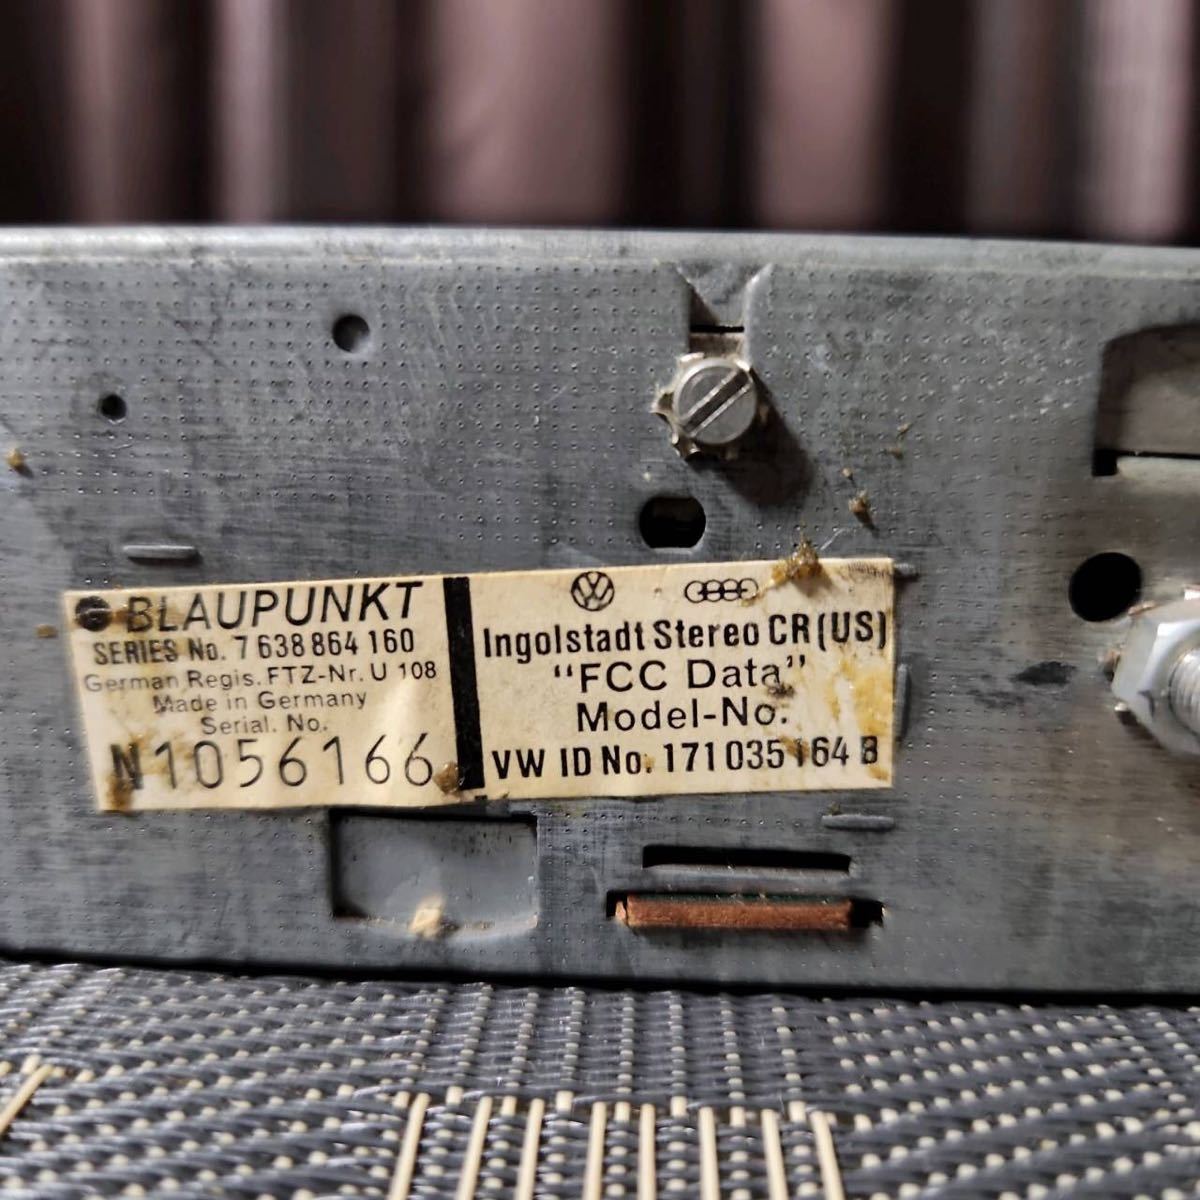 BLAUPUNKT
SERIES No. 7 638 864 160
German Regis. FTZ-Nr. U 108
Made in Germany
Serial. No.
N1056166
VW
Ingolstadt Stereo CR (US)
"FCC Data"
Model-No.
VW ID No. 171 035 164 B